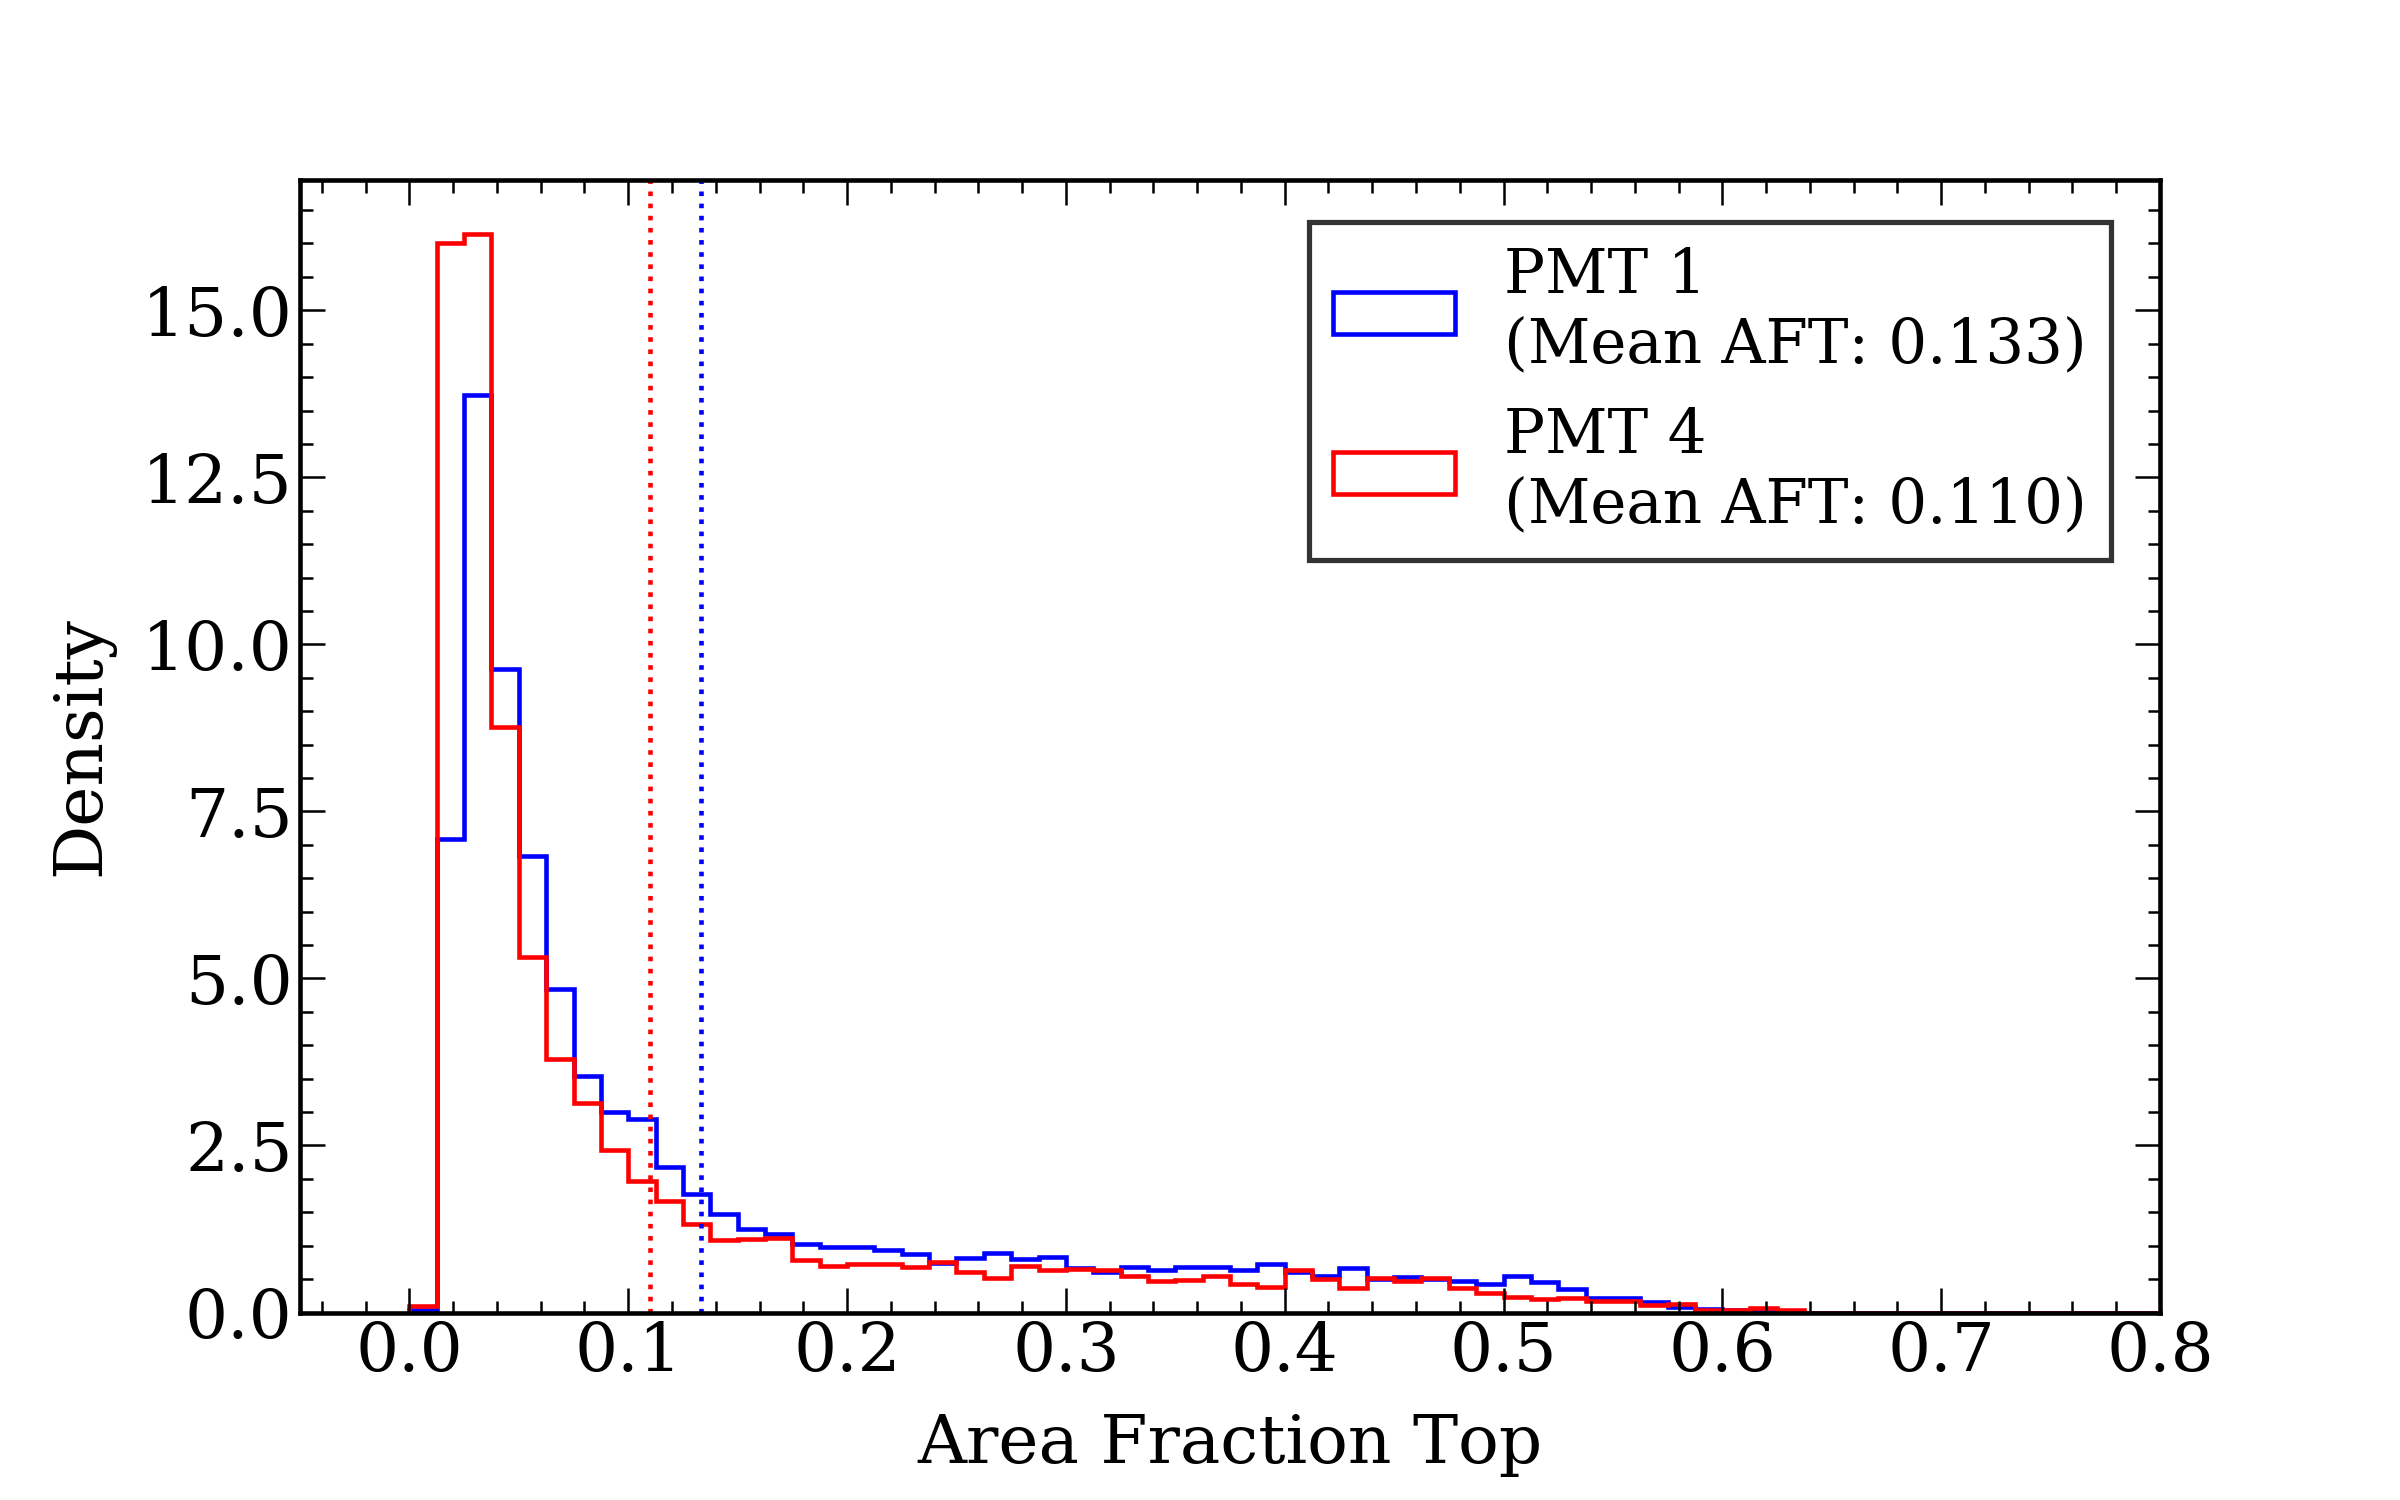 PMT 1
(Mean AFT: 0.133)
PMT 4
(Mean AFT: 0.110)
15.0
12.5
10.0
7.5
5.0
2.5
0.0
Density
0.0 0.1 0.2 0.3 0.4 0.5 0.6 0.7 0.8
Area Fraction Top